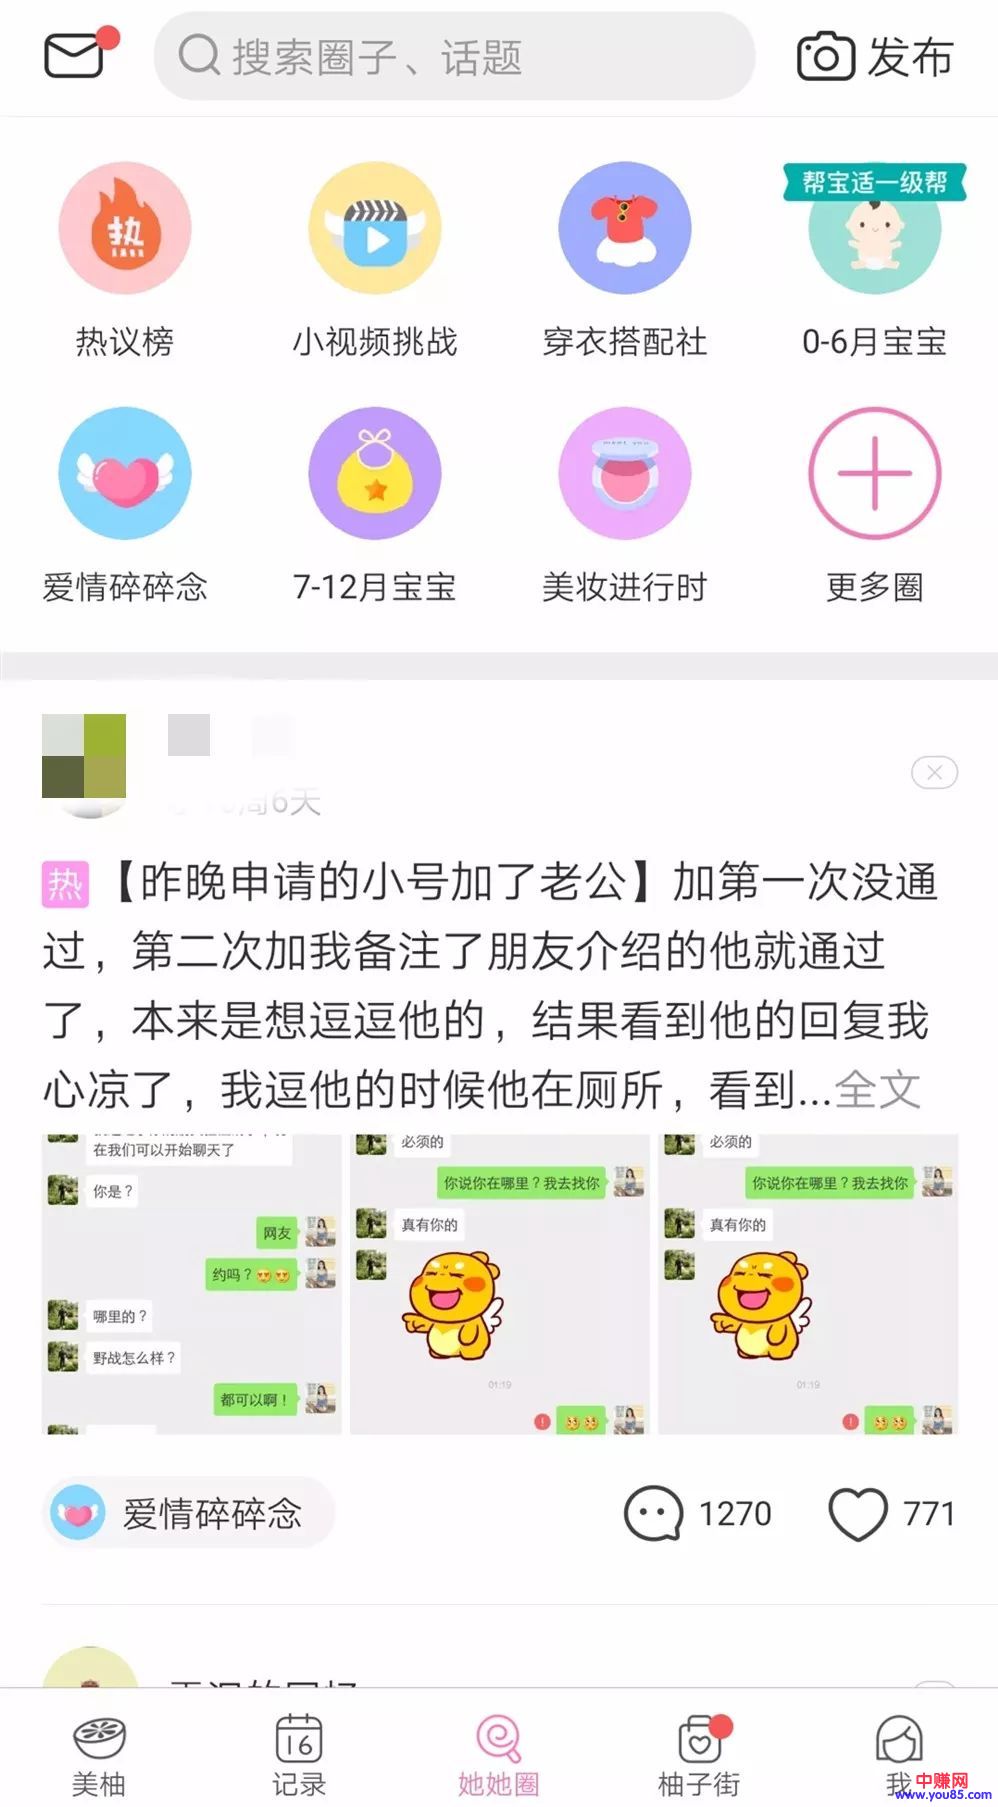 搜索圈子、话题
发布
热
帮宝适一级帮
热议榜
小视频挑战
穿衣搭配社
0-6月宝宝
meet you
爱情碎碎念
7-12月宝宝
美妆进行时
更多圈
周6天
热【昨晚申请的小号加了老公】加第一次没通
过，第二次加我备注了朋友介绍的他就通过
了，本来是想逗逗他的，结果看到他的回复我
心凉了，我逗他的时候他在厕所，看到...全文
在我们可以开始聊天了
你是？
网友
约吗？
哪里的？
野战怎么样？
都可以啊！
必须的
你说你在哪里？我去找你
真有你的
01:19
必须的
你说你在哪里？我去找你
真有你的
01:19
爱情碎碎念
1270
771
美柚
16
记录
她她圈
柚子街
我
中赚网
www.you85.com